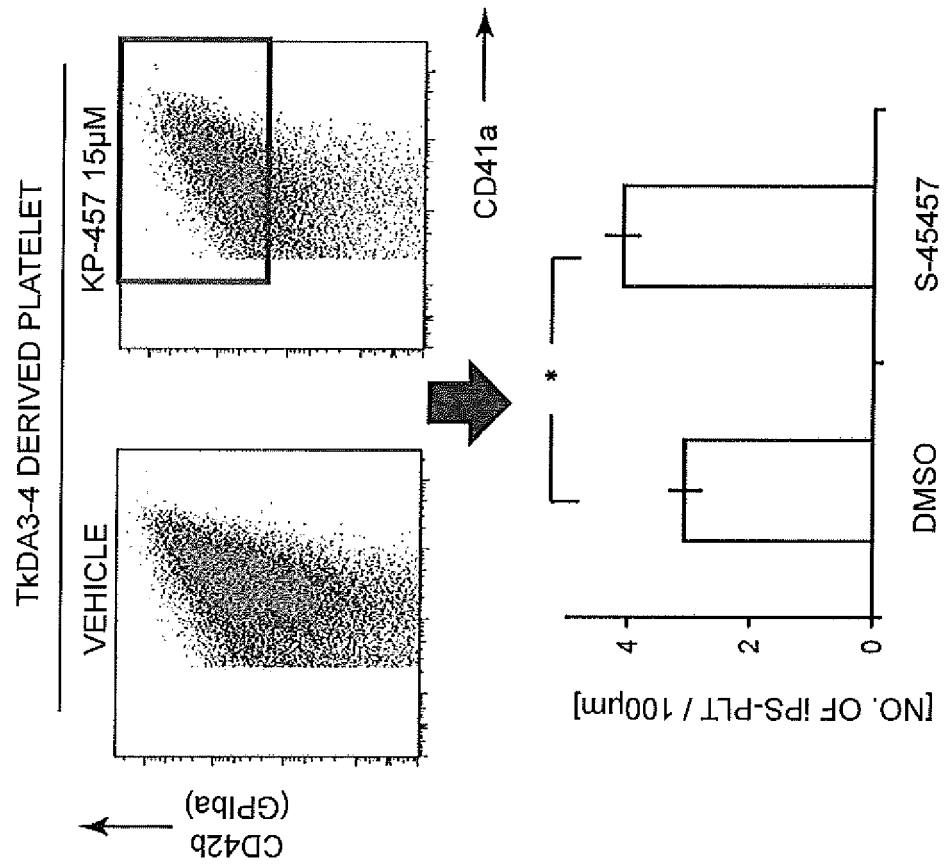 TkDA3-4 DERIVED PLATELET
VEHICLE
KP-457 15µM
CD42b
(GPIba)
CD41a
*
[NO. OF iPS-PLT / 100µm]
4
2
0
DMSO
S-45457